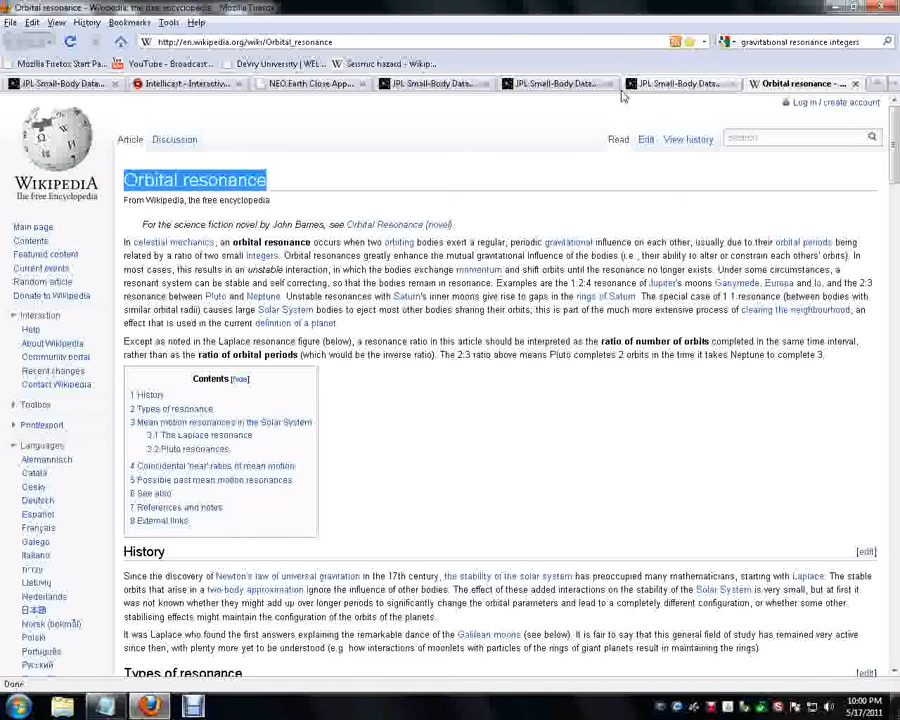 Orbital resonance - Wikipedia, the free encyclopedia - Mozilla Firefox
File Edit View History Bookmarks Tools Help
http://en.wikipedia.org/wiki/Orbital_resonance
gravitational resonance integers
Mozilla Firefox Start Pa... YouTube - Broadcast... DeVry University | WeL... Seismic hazard - Wikip...
JPL Small-Body Data... Intellicast - Interactiv... NEO Earth Close App... JPL Small-Body Data... JPL Small-Body Data... JPL Small-Body Data... Orbital resonance - ...
Log in / create account
Article Discussion Read Edit View history Search
WIKIPEDIA
The Free Encyclopedia
Main page
Contents
Featured content
Current events
Random article
Donate to Wikipedia
Interaction
Help
About Wikipedia
Community portal
Recent changes
Contact Wikipedia
Toolbox
Print/export
Languages
Alemannisch
Català
Česky
Deutsch
Español
Français
Galego
Italiano
עברית
Lietuvių
Nederlands
日本語
Norsk (bokmål)
Polski
Português
Русский
Orbital resonance
From Wikipedia, the free encyclopedia
For the science fiction novel by John Barnes, see Orbital Resonance (novel).
In celestial mechanics, an orbital resonance occurs when two orbiting bodies exert a regular, periodic gravitational influence on each other, usually due to their orbital periods being
related by a ratio of two small integers. Orbital resonances greatly enhance the mutual gravitational influence of the bodies (i.e., their ability to alter or constrain each others' orbits). In
most cases, this results in an unstable interaction, in which the bodies exchange momentum and shift orbits until the resonance no longer exists. Under some circumstances, a
resonant system can be stable and self correcting, so that the bodies remain in resonance. Examples are the 1:2:4 resonance of Jupiter's moons Ganymede, Europa and Io, and the 2:3
resonance between Pluto and Neptune. Unstable resonances with Saturn's inner moons give rise to gaps in the rings of Saturn. The special case of 1:1 resonance (between bodies with
similar orbital radii) causes large Solar System bodies to eject most other bodies sharing their orbits; this is part of the much more extensive process of clearing the neighbourhood, an
effect that is used in the current definition of a planet.
Except as noted in the Laplace resonance figure (below), a resonance ratio in this article should be interpreted as the ratio of number of orbits completed in the same time interval,
rather than as the ratio of orbital periods (which would be the inverse ratio). The 2:3 ratio above means Pluto completes 2 orbits in the time it takes Neptune to complete 3.
Contents [hide]
1 History
2 Types of resonance
3 Mean motion resonances in the Solar System
3.1 The Laplace resonance
3.2 Pluto resonances
4 Coincidental 'near' ratios of mean motion
5 Possible past mean motion resonances
6 See also
7 References and notes
8 External links
History [edit]
Since the discovery of Newton's law of universal gravitation in the 17th century, the stability of the solar system has preoccupied many mathematicians, starting with Laplace. The stable
orbits that arise in a two-body approximation ignore the influence of other bodies. The effect of these added interactions on the stability of the Solar System is very small, but at first it
was not known whether they might add up over longer periods to significantly change the orbital parameters and lead to a completely different configuration, or whether some other
stabilising effects might maintain the configuration of the orbits of the planets.
It was Laplace who found the first answers explaining the remarkable dance of the Galilean moons (see below). It is fair to say that this general field of study has remained very active
since then, with plenty more yet to be understood (e.g. how interactions of moonlets with particles of the rings of giant planets result in maintaining the rings)
Types of resonance [edit]
Done
10:00 PM
5/17/2011